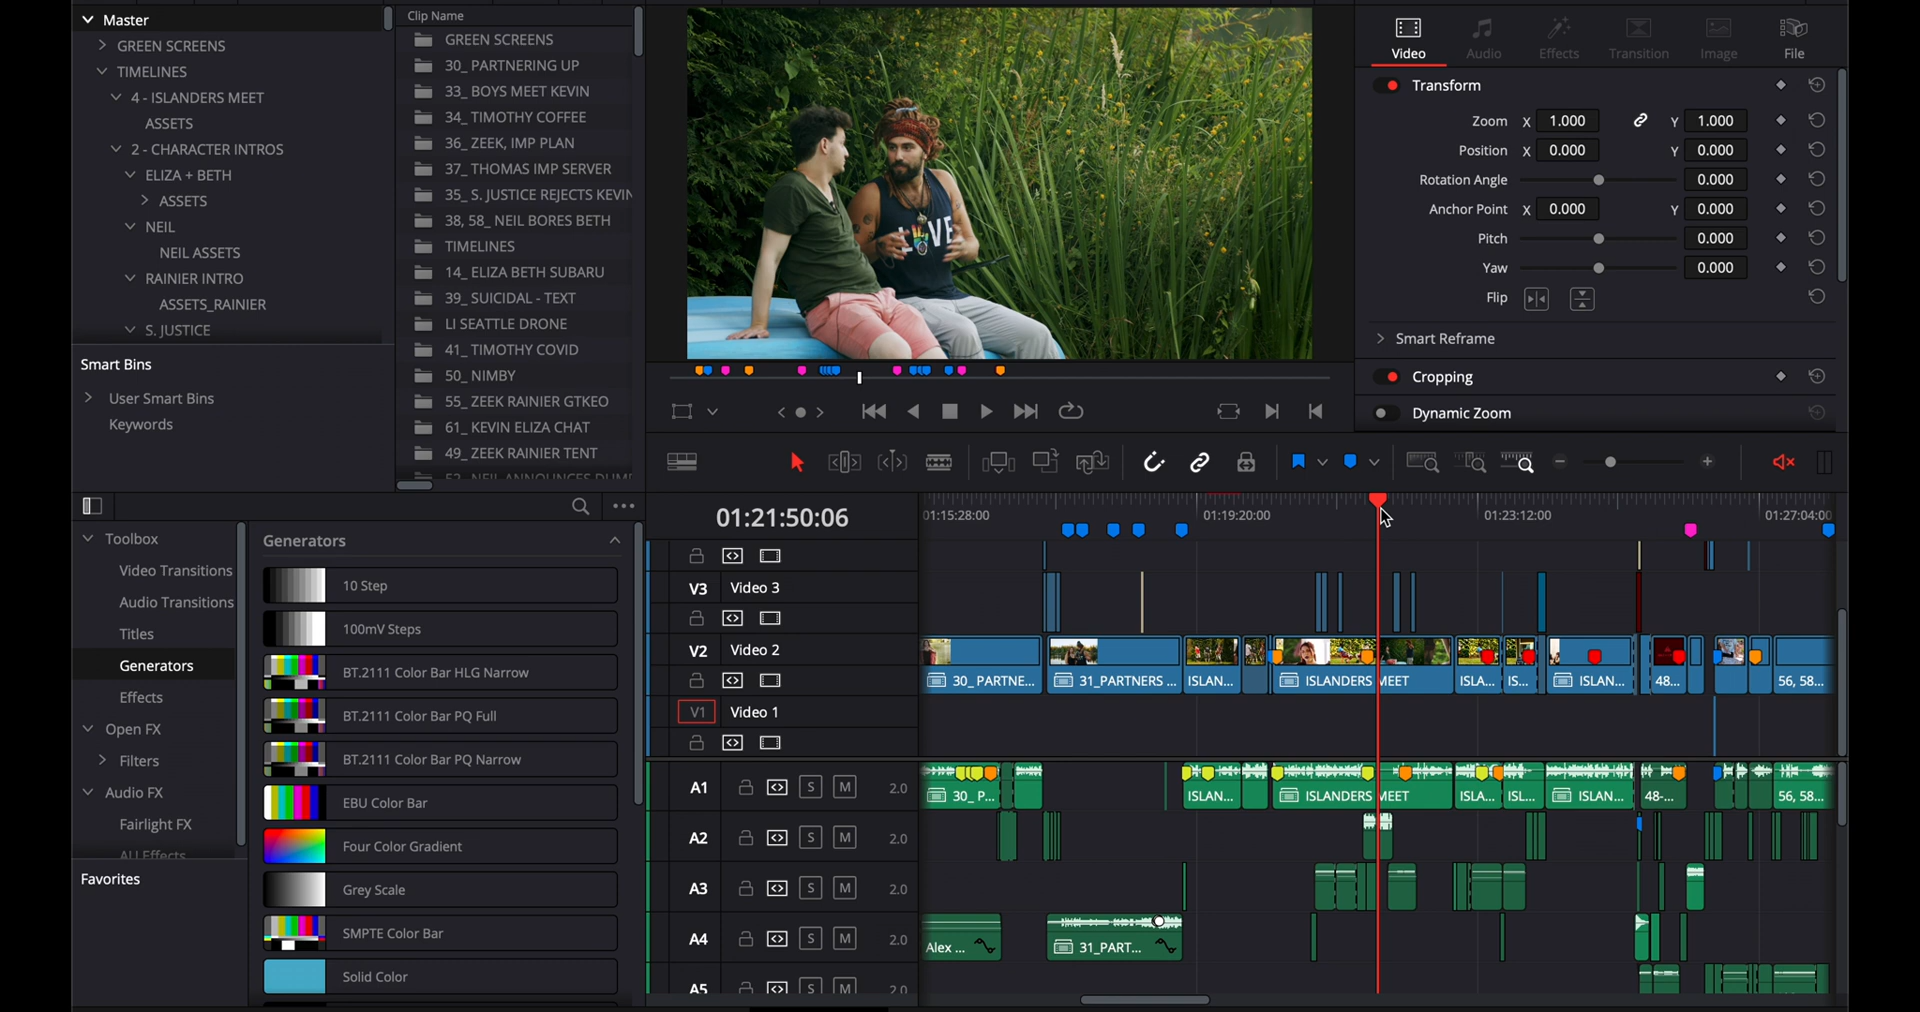 Master
GREEN SCREENS
TIMELINES
4 - ISLANDERS MEET
ASSETS
2 - CHARACTER INTROS
ELIZA + BETH
ASSETS
NEIL
NEIL ASSETS
RAINIER INTRO
ASSETS_RAINIER
S. JUSTICE
Smart Bins
User Smart Bins
Keywords
Clip Name
GREEN SCREENS
30_ PARTNERING UP
33_ BOYS MEET KEVIN
34_ TIMOTHY COFFEE
36_ ZEEK, IMP PLAN
37_ THOMAS IMP SERVER
35_ S. JUSTICE REJECTS KEVIN
38, 58_ NEIL BORES BETH
TIMELINES
14_ ELIZA BETH SUBARU
39_ SUICIDAL - TEXT
LI SEATTLE DRONE
41_ TIMOTHY COVID
50_ NIMBY
55_ ZEEK RAINIER GTKEO
61_ KEVIN ELIZA CHAT
49_ ZEEK RAINIER TENT
Video Audio Effects Transition Image File
Transform
Zoom X 1.000 Y 1.000
Position X 0.000 Y 0.000
Rotation Angle 0.000
Anchor Point X 0.000 Y 0.000
Pitch 0.000
Yaw 0.000
Flip
Smart Reframe
Cropping
Dynamic Zoom
Toolbox
Video Transitions
Audio Transitions
Titles
Generators
Effects
Open FX
Filters
Audio FX
Fairlight FX
AU Effects
Favorites
Generators
10 Step
100mV Steps
BT.2111 Color Bar HLG Narrow
BT.2111 Color Bar PQ Full
BT.2111 Color Bar PQ Narrow
EBU Color Bar
Four Color Gradient
Grey Scale
SMPTE Color Bar
Solid Color
01:21:50:06
01:15:28:00 01:19:20:00 01:23:12:00 01:27:04:00
V3 Video 3
V2 Video 2
30_ PARTNE... 31_PARTNERS ... ISLAN... ISLANDERS MEET ISLA... IS... ISLAN... 48... 56, 58...
V1 Video 1
A1 S M 2.0
30_ P... ISLAN... ISLANDERS MEET ISLA... ISL... ISLAN... 48-... 56, 58...
A2 S M 2.0
A3 S M 2.0
A4 S M 2.0
Alex ... 31_PART...
A5 S M 2.0